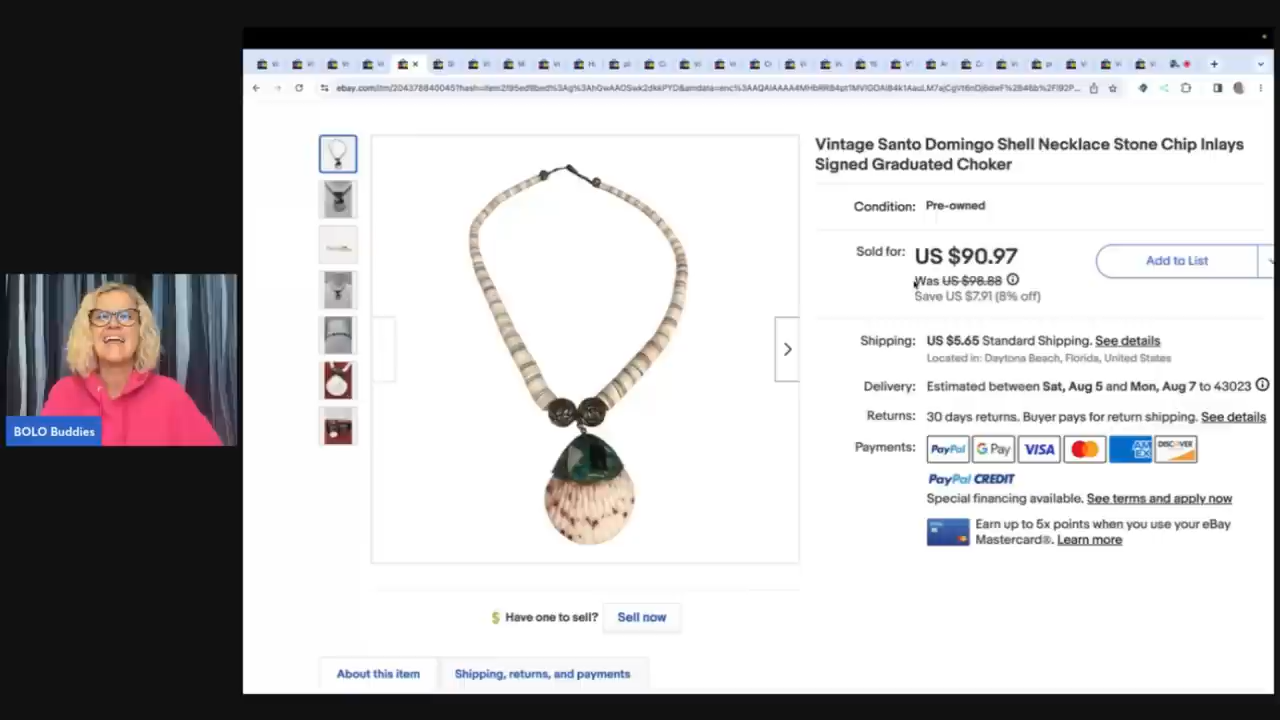 Vintage Santo Domingo Shell Necklace Stone Chip Inlays
Signed Graduated Choker
Condition: Pre-owned
Sold for: US $90.97
Add to List
Was US $98.88
Save US $7.91 (8% off)
Shipping: US $5.65 Standard Shipping. See details
Located in: Daytona Beach, Florida, United States
Delivery: Estimated between Sat, Aug 5 and Mon, Aug 7 to 43023
Returns: 30 days returns. Buyer pays for return shipping. See details
Payments: PayPal G Pay VISA AMEX DISCOVER
PayPal CREDIT
Special financing available. See terms and apply now
Earn up to 5x points when you use your eBay
Mastercard®. Learn more
BOLO Buddies
Have one to sell? Sell now
About this item
Shipping, returns, and payments